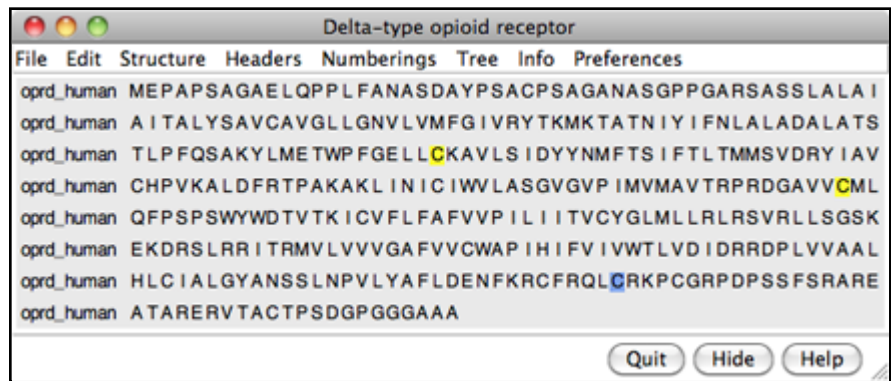 Delta-type opioid receptor
File Edit Structure Headers Numberings Tree Info Preferences
oprd_human MEPAPSAGAELQPPLFANASDAYPSACPSAGANASGPPGARSASSLALAI
oprd_human AITALYSAVCAVGLLGNVLVMFGIVRYTKMKTATNIYIFNLALADALATS
oprd_human TLPFQSAKYLMETWPFGELLCKAVLSIDYYNMFTSIFTLTMMSVDRYIAV
oprd_human CHPVKALDFRTPAKAKLINICIWVLASGVGVPIMVMAVTRPRDGAVVCML
oprd_human QFPSPSWYWDTVTKICVFLFAFVVPILIITVCYGLMLLRLRSVRLLSGSK
oprd_human EKDRSLRRITRMVLVVVGAFVVCWAPIHIFVIVWTLVDIDRRDPLVVAAL
oprd_human HLCIALGYANSSLNPVLYAFLDENFKRCFRQLCRKPCGRPDPSSFSRARE
oprd_human ATARERVTACTPSDGPGGGAAA
Quit Hide Help